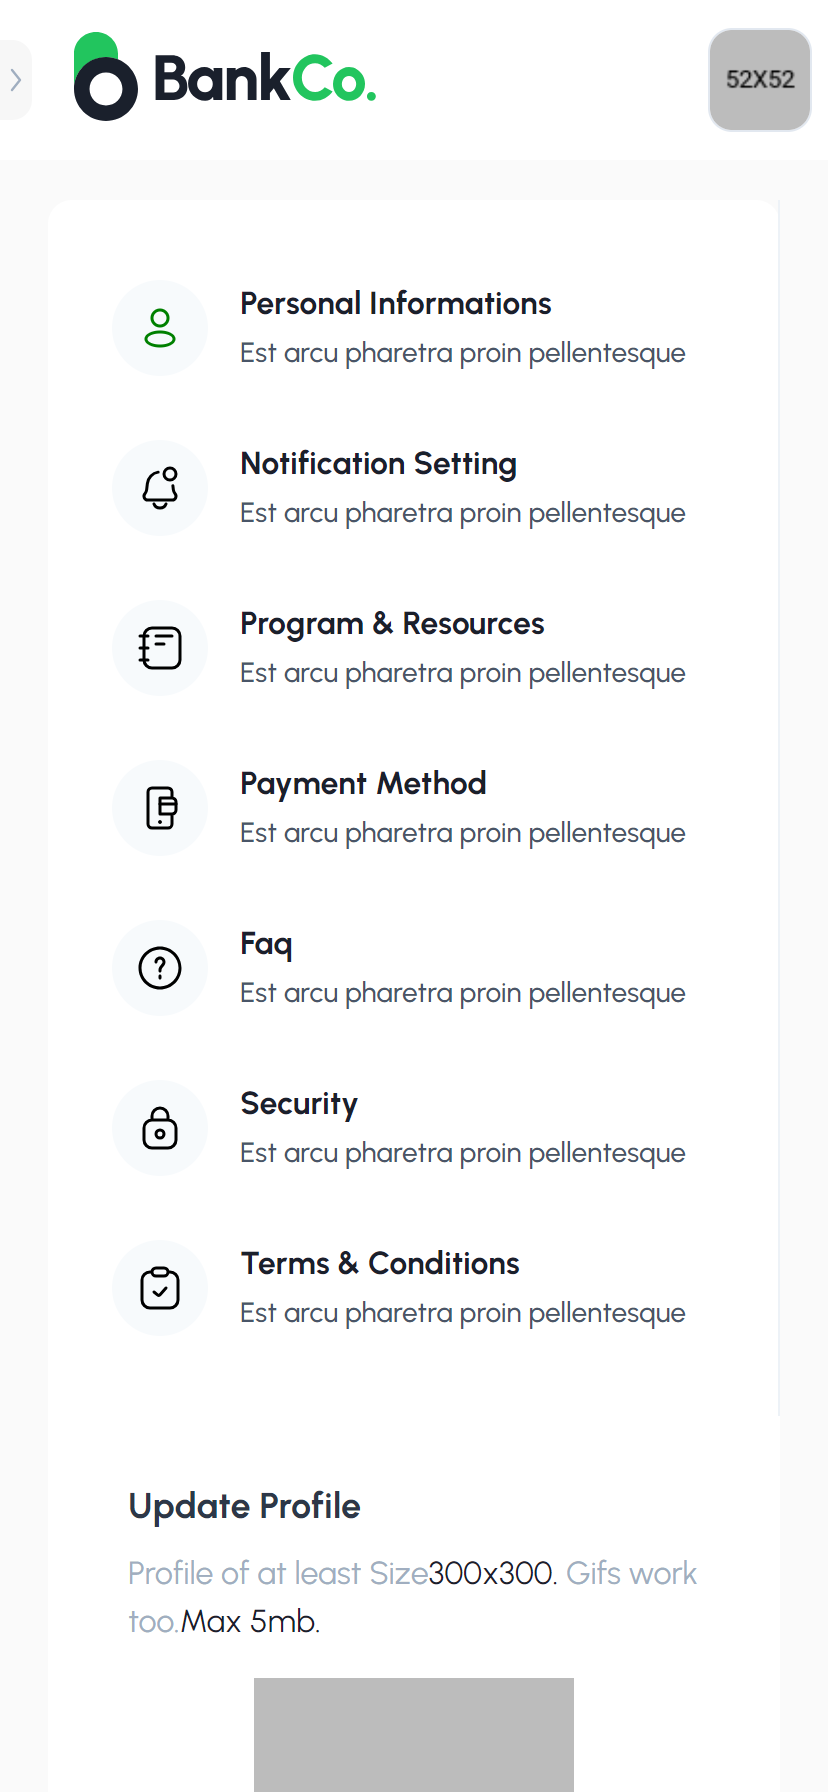 BankCo.
52X52
Personal Informations
Est arcu pharetra proin pellentesque
Notification Setting
Est arcu pharetra proin pellentesque
Program & Resources
Est arcu pharetra proin pellentesque
Payment Method
Est arcu pharetra proin pellentesque
Faq
Est arcu pharetra proin pellentesque
Security
Est arcu pharetra proin pellentesque
Terms & Conditions
Est arcu pharetra proin pellentesque
Update Profile
Profile of at least Size300x300. Gifs work
too.Max 5mb.